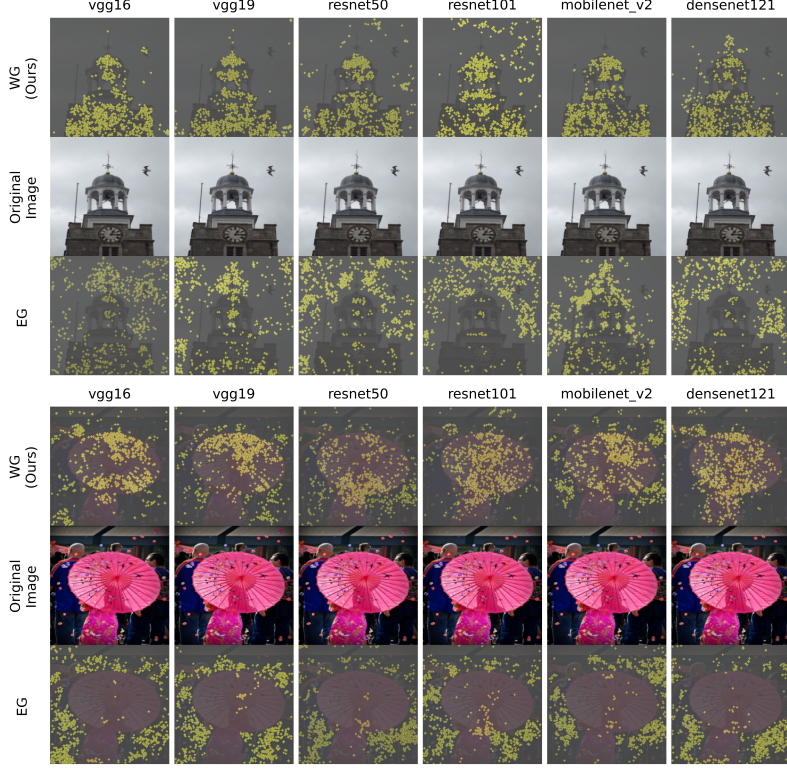 vgg16 vgg19 resnet50 resnet101 mobilenet_v2 densenet121
WG
(Ours)
Original
Image
EG
vgg16 vgg19 resnet50 resnet101 mobilenet_v2 densenet121
WG
(Ours)
Original
Image
EG